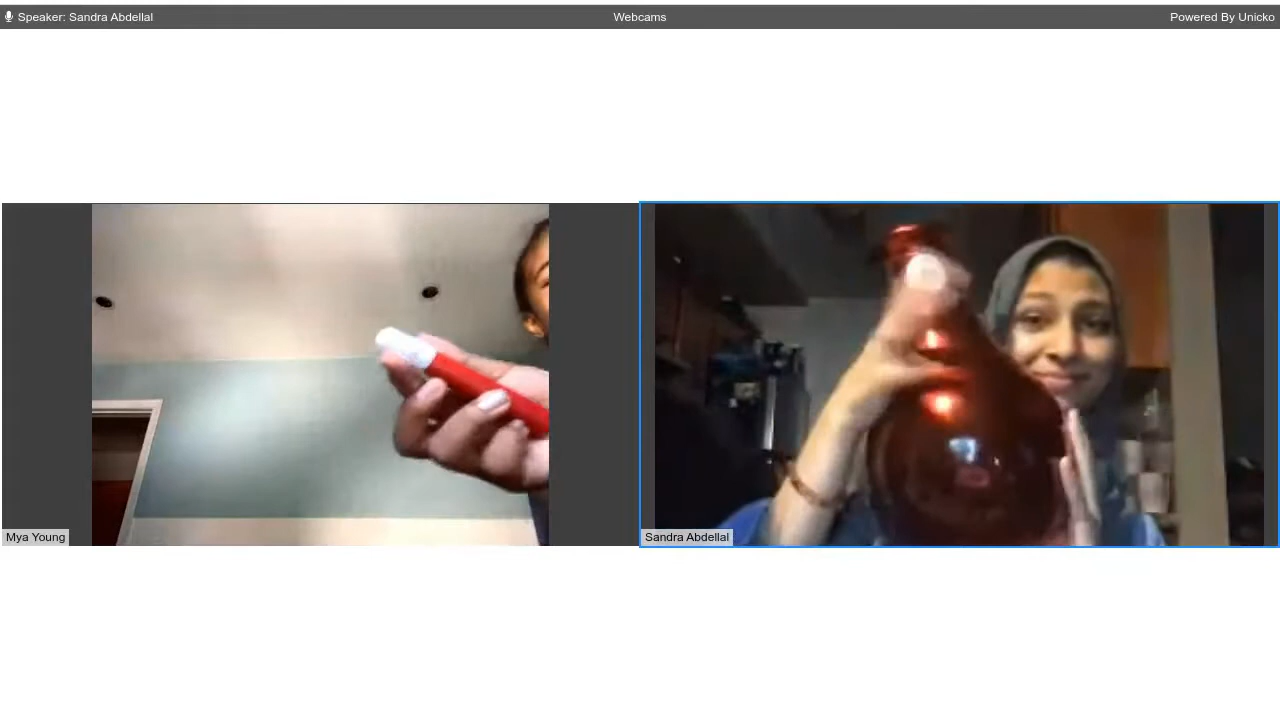 Speaker: Sandra Abdellal
Webcams
Powered By Unicko
Mya Young
Sandra Abdellal